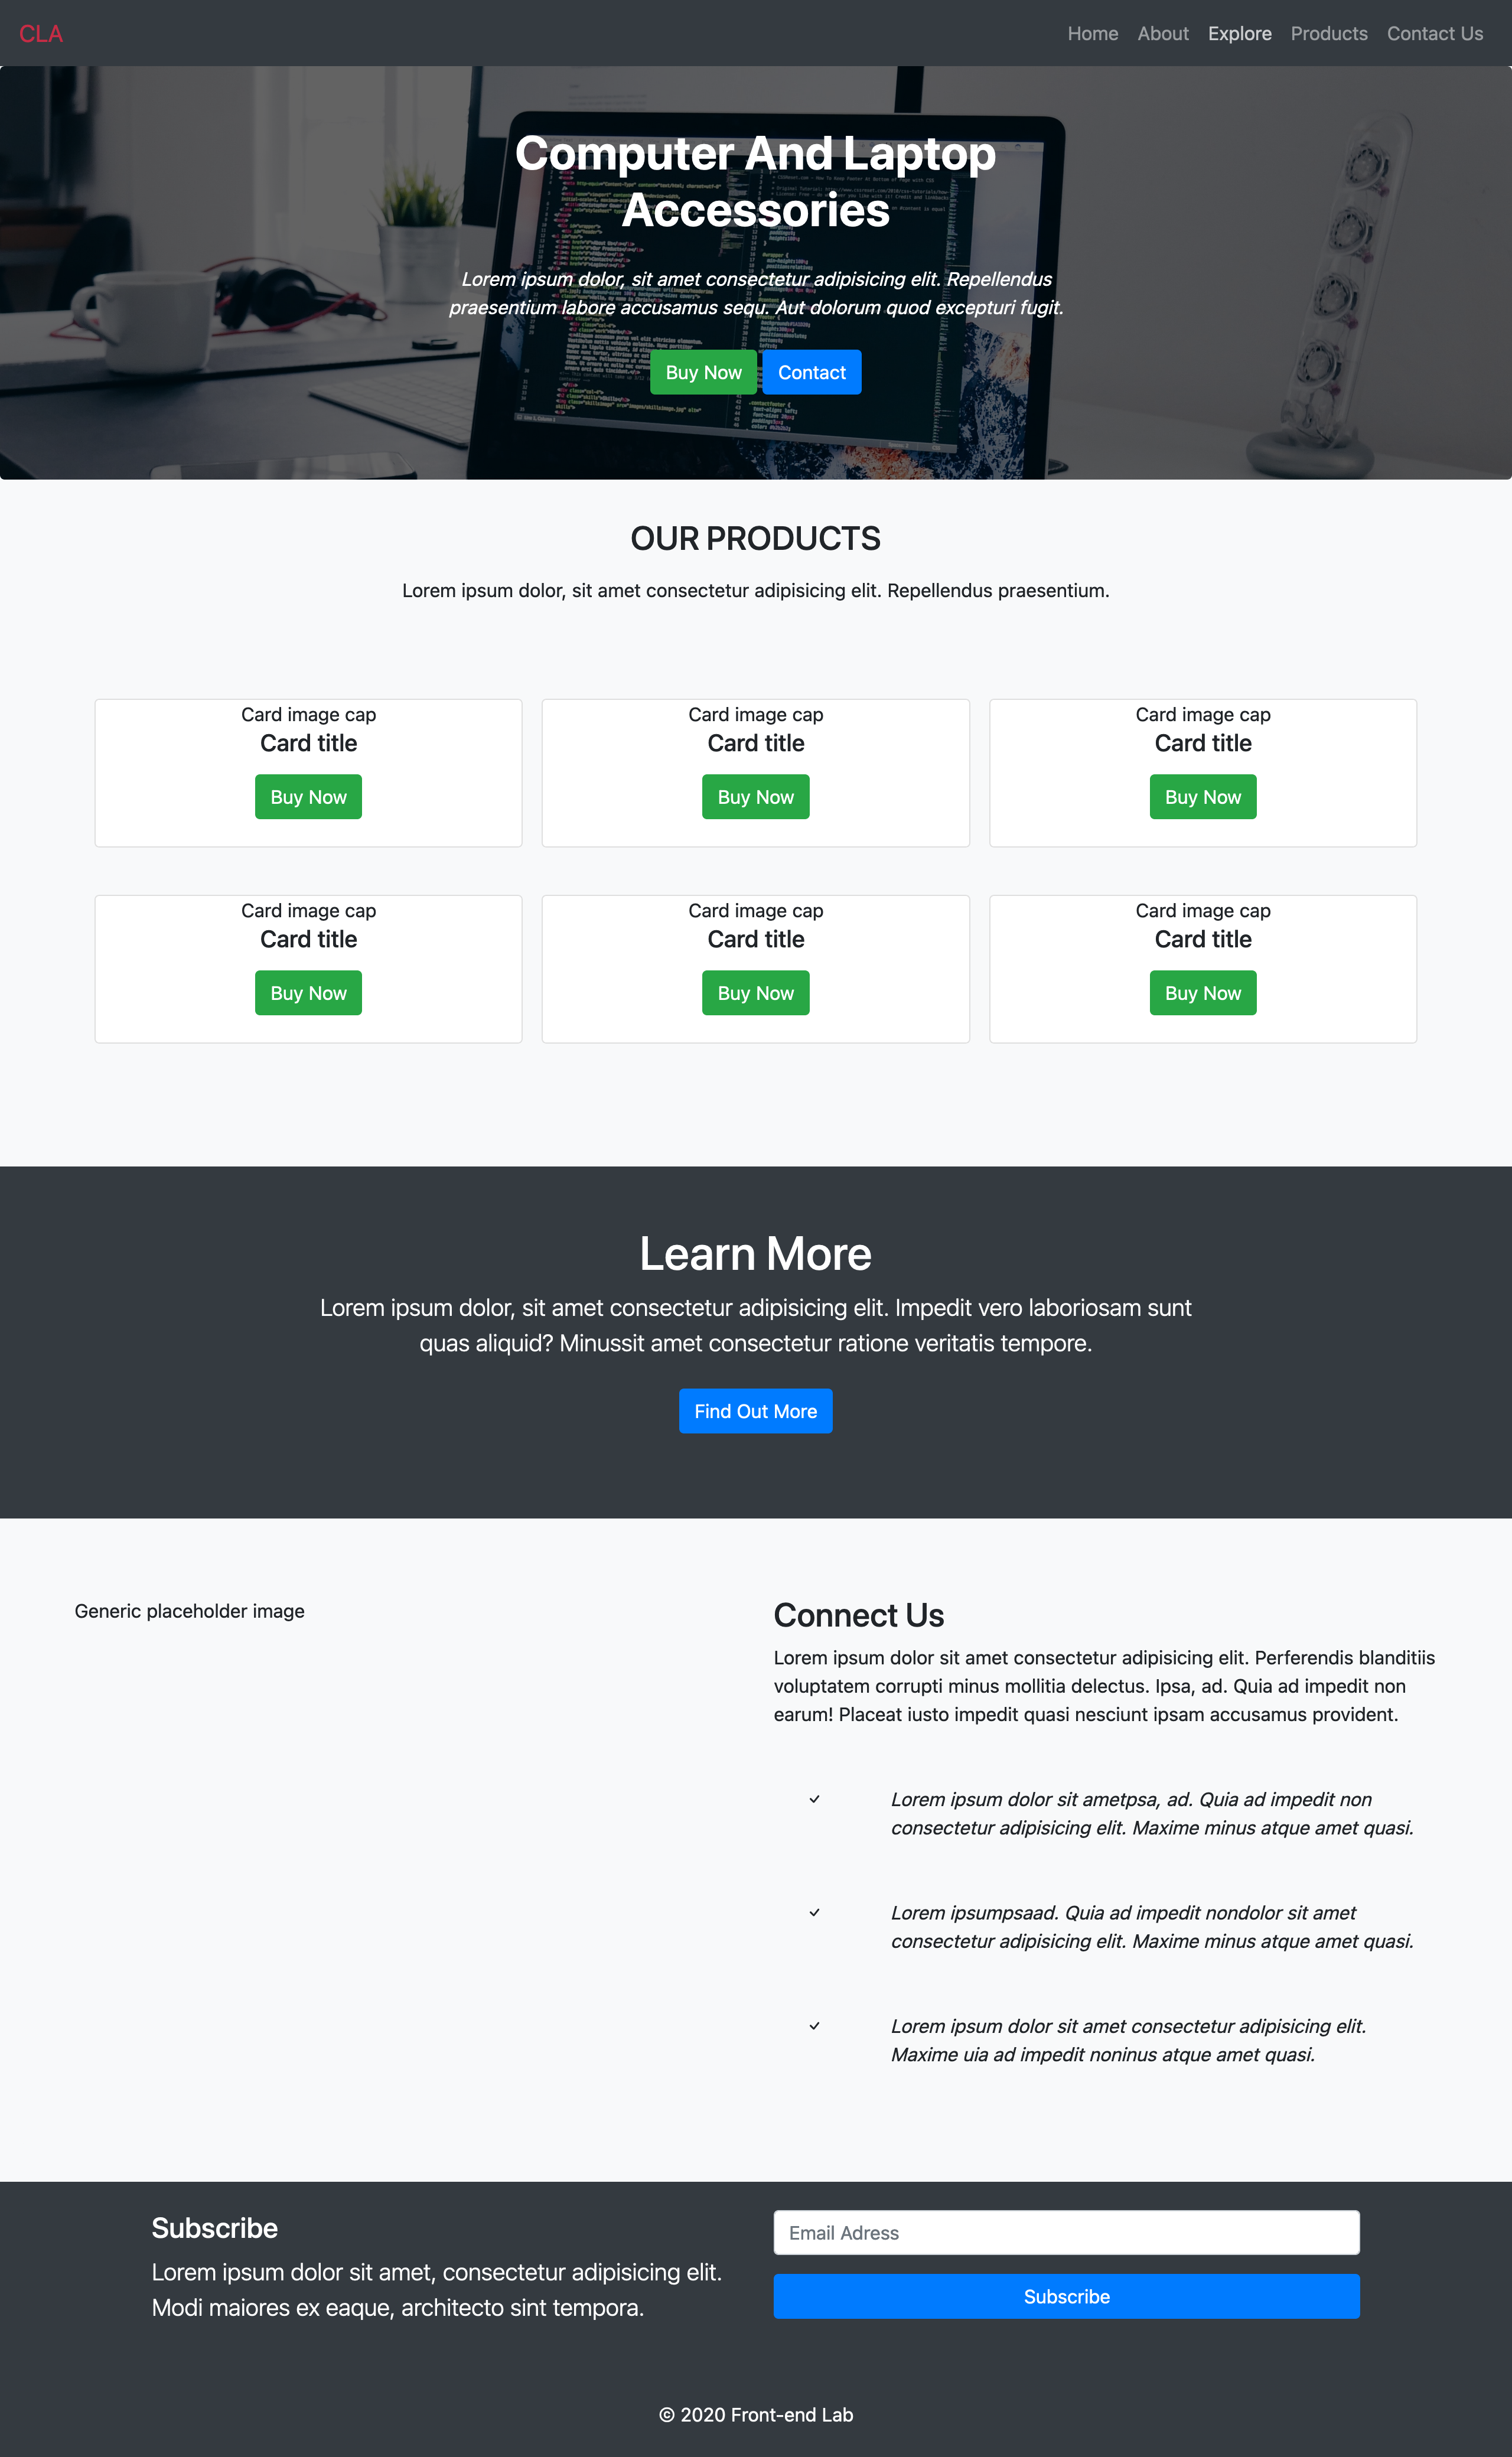 CLA
Home About Explore Products Contact Us
Computer And Laptop
Accessories
Lorem ipsum dolor, sit amet consectetur adipisicing elit. Repellendus
praesentium labore accusamus sequ. Aut dolorum quod excepturi fugit.
Buy Now Contact
OUR PRODUCTS
Lorem ipsum dolor, sit amet consectetur adipisicing elit. Repellendus praesentium.
Card image cap
Card title
Buy Now
Card image cap
Card title
Buy Now
Card image cap
Card title
Buy Now
Card image cap
Card title
Buy Now
Card image cap
Card title
Buy Now
Card image cap
Card title
Buy Now
Learn More
Lorem ipsum dolor, sit amet consectetur adipisicing elit. Impedit vero laboriosam sunt
quas aliquid? Minussit amet consectetur ratione veritatis tempore.
Find Out More
Generic placeholder image
Connect Us
Lorem ipsum dolor sit amet consectetur adipisicing elit. Perferendis blanditiis
voluptatem corrupti minus mollitia delectus. Ipsa, ad. Quia ad impedit non
earum! Placeat iusto impedit quasi nesciunt ipsam accusamus provident.
Lorem ipsum dolor sit ametpsa, ad. Quia ad impedit non
consectetur adipisicing elit. Maxime minus atque amet quasi.
Lorem ipsumpsaad. Quia ad impedit nondolor sit amet
consectetur adipisicing elit. Maxime minus atque amet quasi.
Lorem ipsum dolor sit amet consectetur adipisicing elit.
Maxime uia ad impedit noninus atque amet quasi.
Subscribe
Lorem ipsum dolor sit amet, consectetur adipisicing elit.
Modi maiores ex eaque, architecto sint tempora.
Email Adress
Subscribe
© 2020 Front-end Lab